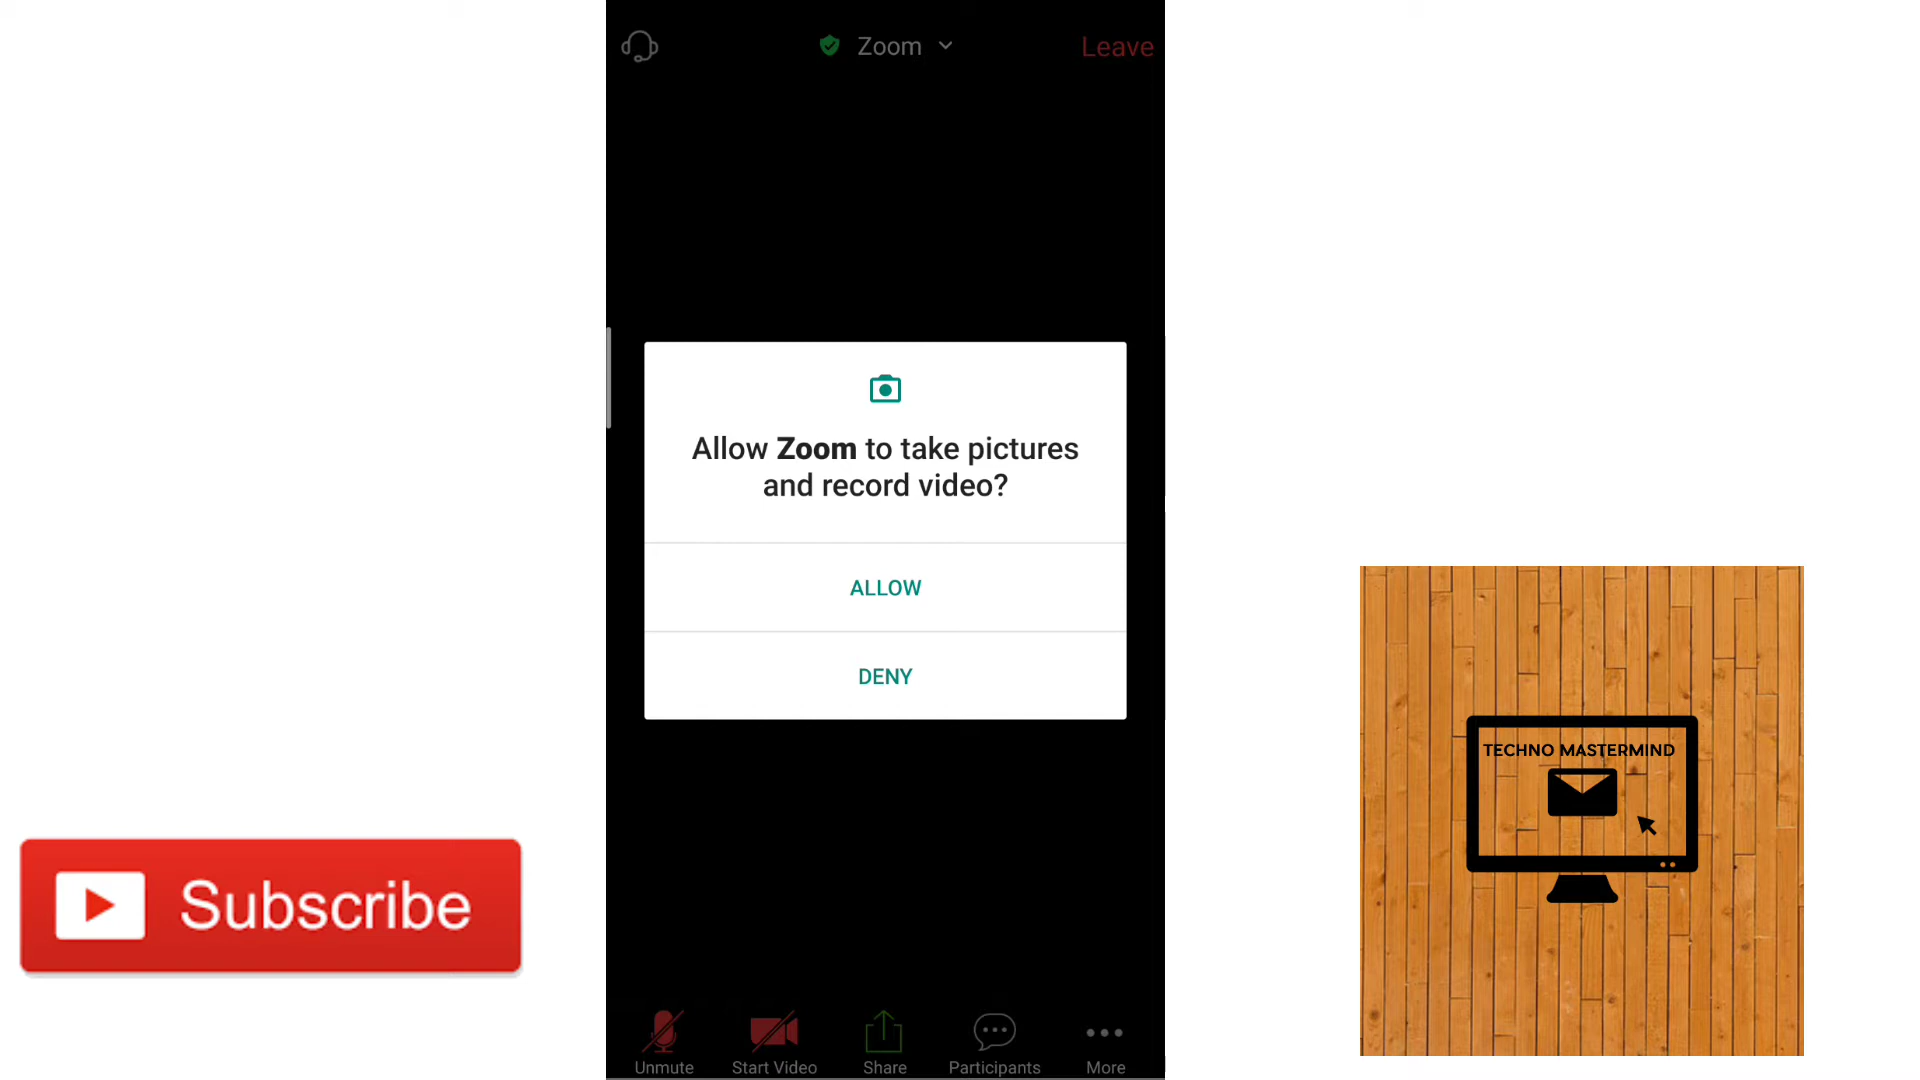 Zoom
Leave
Allow Zoom to take pictures
and record video?
ALLOW
DENY
Unmute
Start Video
Share
Participants
More
Subscribe
TECHNO MASTERMIND